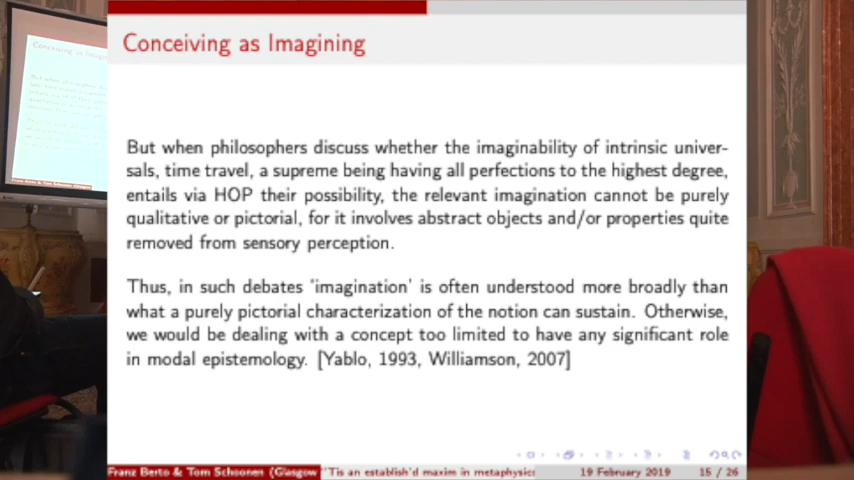 Conceiving as Imagining
But when philosophers discuss whether the imaginability of intrinsic univer-
sals, time travel, a supreme being having all perfections to the highest degree,
entails via HOP their possibility, the relevant imagination cannot be purely
qualitative or pictorial, for it involves abstract objects and/or properties quite
removed from sensory perception.
Thus, in such debates 'imagination' is often understood more broadly than
what a purely pictorial characterization of the notion can sustain. Otherwise,
we would be dealing with a concept too limited to have any significant role
in modal epistemology. [Yablo, 1993, Williamson, 2007]
Franz Berto & Tom Schoonen (Glasgow "Tis an establish'd maxim in metaphysics 19 February 2019 15 / 26